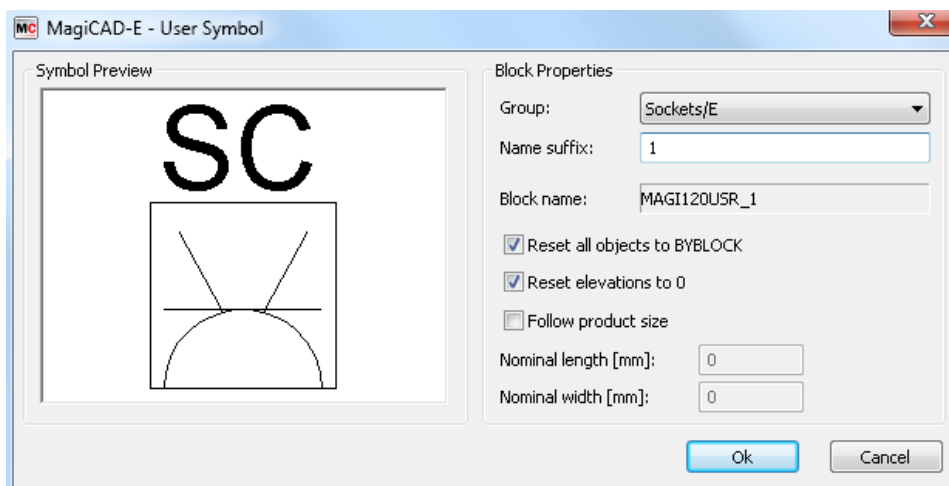 MC MagiCAD-E - User Symbol
Symbol Preview
SC
Block Properties
Group: Sockets/E
Name suffix: 1
Block name: MAGI120USR_1
Reset all objects to BYBLOCK
Reset elevations to 0
Follow product size
Nominal length [mm]: 0
Nominal width [mm]: 0
Ok Cancel